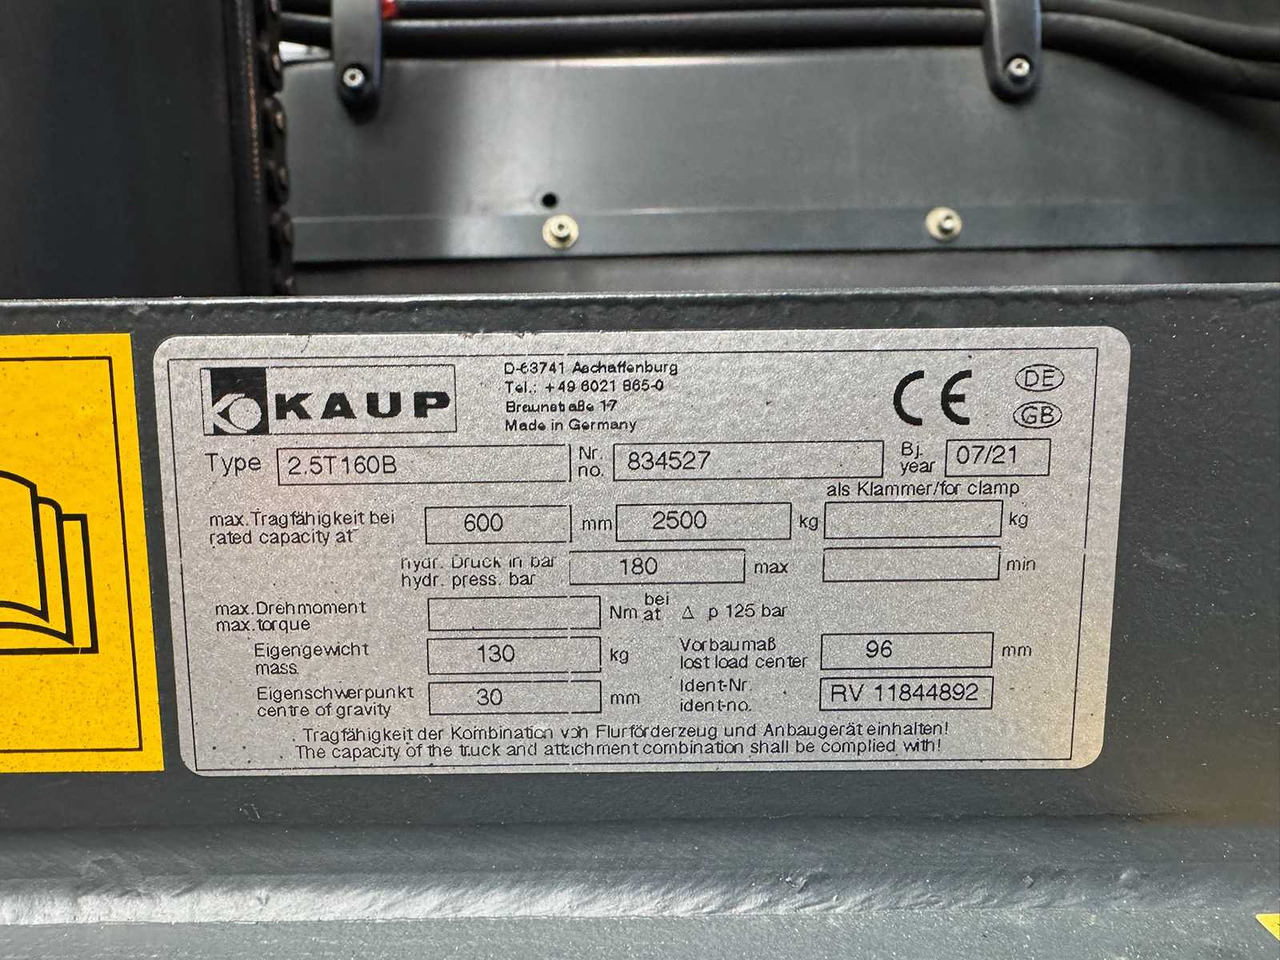 KAUP
D-63741 Aschaffenburg
Tel.: +49 6021 865-0
Braunstraße 17
Made in Germany
CE
DE
GB
Type 2.5T160B Nr. no. 834527 Bj. year 07/21
als Klammer/for clamp
max.Tragfähigkeit bei
rated capacity at 600 mm 2500 kg kg
hydr. Druck in bar
hydr. press. bar 180 max min
max.Drehmoment
max.torque Nm bei at Δ p 125 bar
Eigengewicht
mass 130 kg Vorbaumaß
lost load center 96 mm
Eigenschwerpunkt
centre of gravity 30 mm Ident-Nr.
ident-no. RV 11844892
Tragfähigkeit der Kombination von Flurförderzeug und Anbaugerät einhalten!
The capacity of the truck and attachment combination shall be complied with!